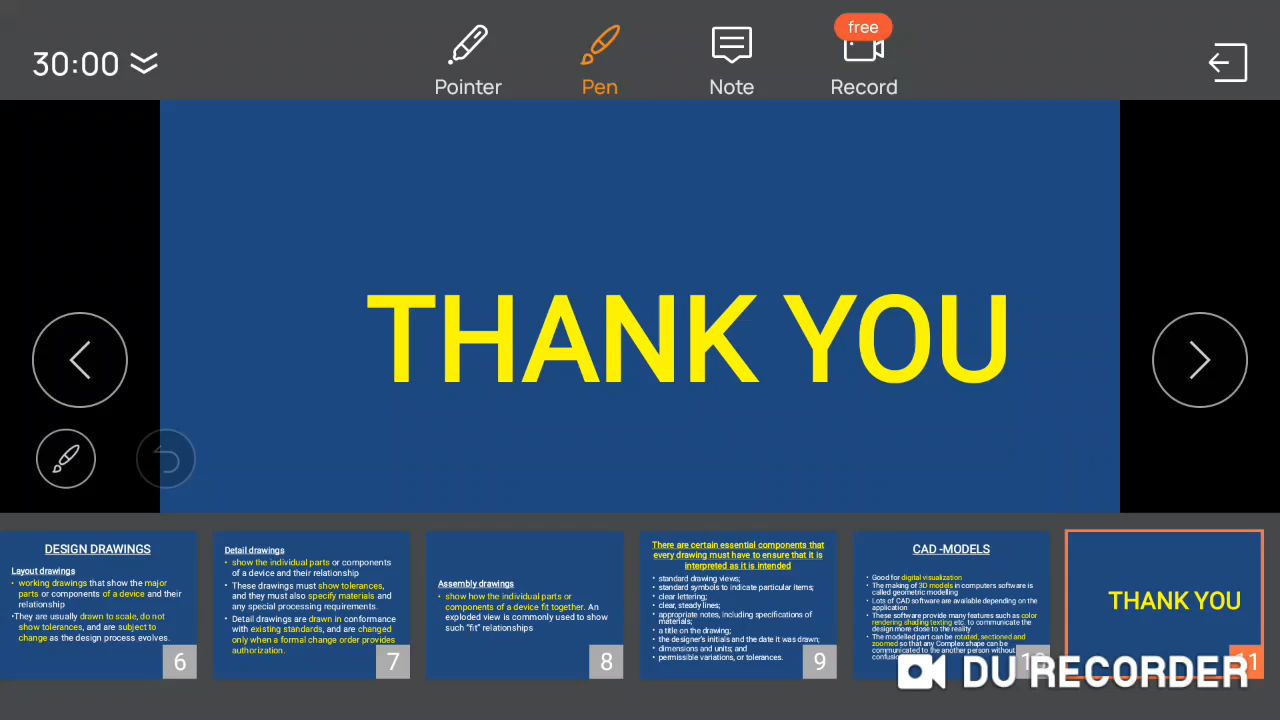 free
30:00
Pointer
Pen
Note
Record
THANK YOU
DESIGN DRAWINGS
Layout drawings
• working drawings that show the major
parts or components of a device and their
relationship
•They are usually drawn to scale, do not
show tolerances, and are subject to
change as the design process evolves.
6
Detail drawings
• show the individual parts or components
of a device and their relationship
• These drawings must show tolerances,
and they must also specify materials and
any special processing requirements.
• Detail drawings are drawn in conformance
with existing standards, and are changed
only when a formal change order provides
authorization.
7
Assembly drawings
• show how the individual parts or
components of a device fit together. An
exploded view is commonly used to show
such "fit" relationships
8
There are certain essential components that
every drawing must have to ensure that it is
interpreted as it is intended
• standard drawing views;
• standard symbols to indicate particular items;
• clear lettering;
• clear, steady lines;
• appropriate notes, including specifications of
materials;
• a title on the drawing;
• the designer's initials and the date it was drawn;
• dimensions and units; and
• permissible variations, or tolerances.
9
CAD -MODELS
• Good for digital visualization
• The making of 3D models in computers software is
called geometric modelling
• Lots of CAD software are available depending on the
application
• These software provide many features such as color
rendering shading texting etc. to communicate the
design more close to the reality
• The modelled part can be rotated, sectioned and
zoomed so that any Complex shape can be
communicated to the another person without
10
THANK YOU
11
DU RECORDER